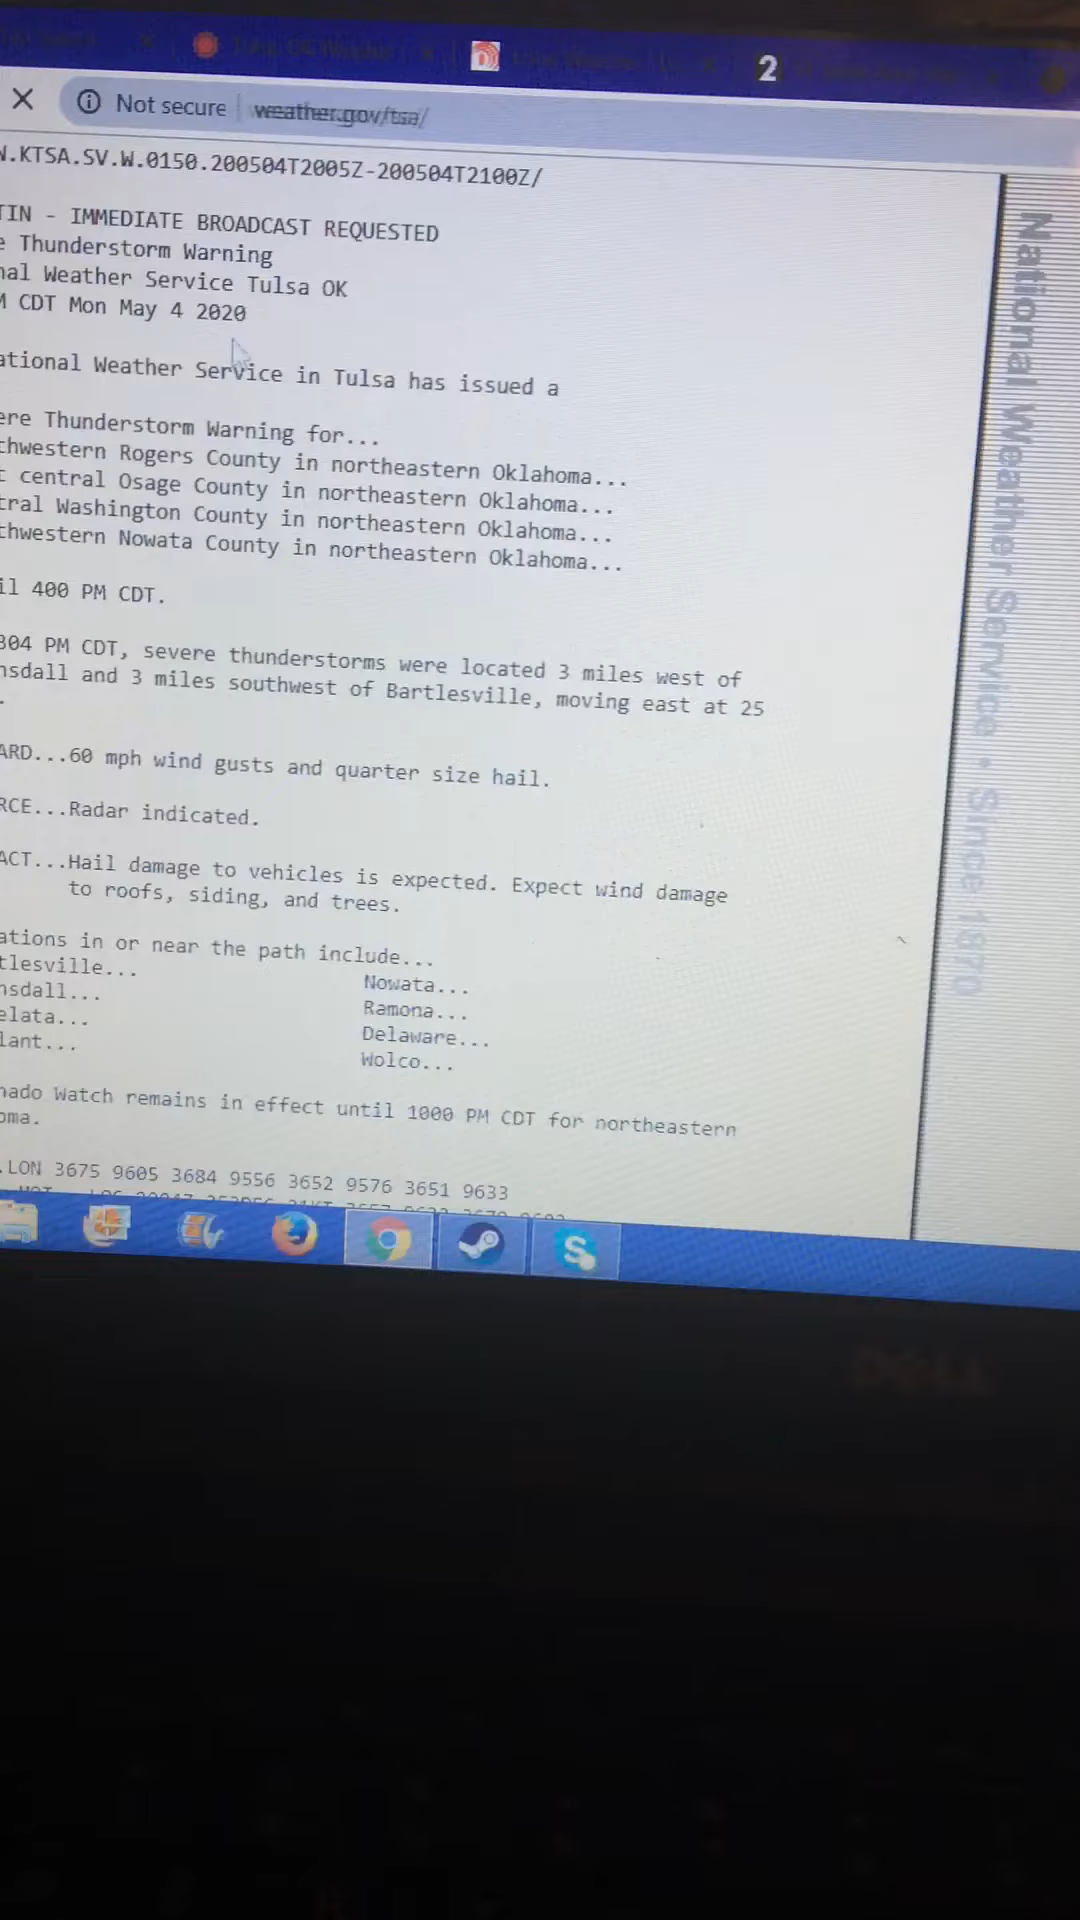 2
Not secure weather.gov/tsa/
.KTSA.SV.W.0150.200504T2005Z-200504T2100Z/
TIN - IMMEDIATE BROADCAST REQUESTED
e Thunderstorm Warning
nal Weather Service Tulsa OK
M CDT Mon May 4 2020
ational Weather Service in Tulsa has issued a
ere Thunderstorm Warning for...
thwestern Rogers County in northeastern Oklahoma...
t central Osage County in northeastern Oklahoma...
tral Washington County in northeastern Oklahoma...
thwestern Nowata County in northeastern Oklahoma...
il 400 PM CDT.
304 PM CDT, severe thunderstorms were located 3 miles west of
nsdall and 3 miles southwest of Bartlesville, moving east at 25
.
ARD...60 mph wind gusts and quarter size hail.
RCE...Radar indicated.
ACT...Hail damage to vehicles is expected. Expect wind damage
to roofs, siding, and trees.
ations in or near the path include...
tlesville... Nowata...
nsdall... Ramona...
elata... Delaware...
lant... Wolco...
nado Watch remains in effect until 1000 PM CDT for northeastern
oma.
.LON 3675 9605 3684 9556 3652 9576 3651 9633
National Weather Service • Since 1870
DELL